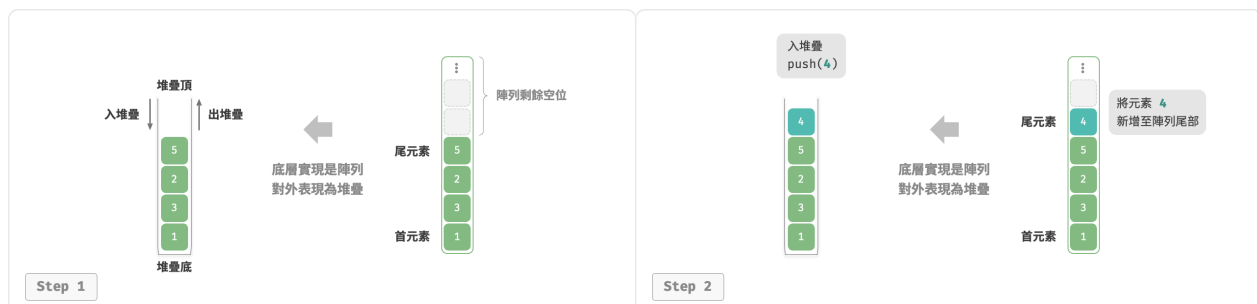 堆疊頂
入堆疊
出堆疊
5
2
3
1
堆疊底
底層實現是陣列
對外表現為堆疊
陣列剩餘空位
尾元素
5
2
3
首元素
1
Step 1
入堆疊
push(4)
4
5
2
3
1
底層實現是陣列
對外表現為堆疊
尾元素
4
5
2
3
首元素
1
將元素 4
新增至陣列尾部
Step 2